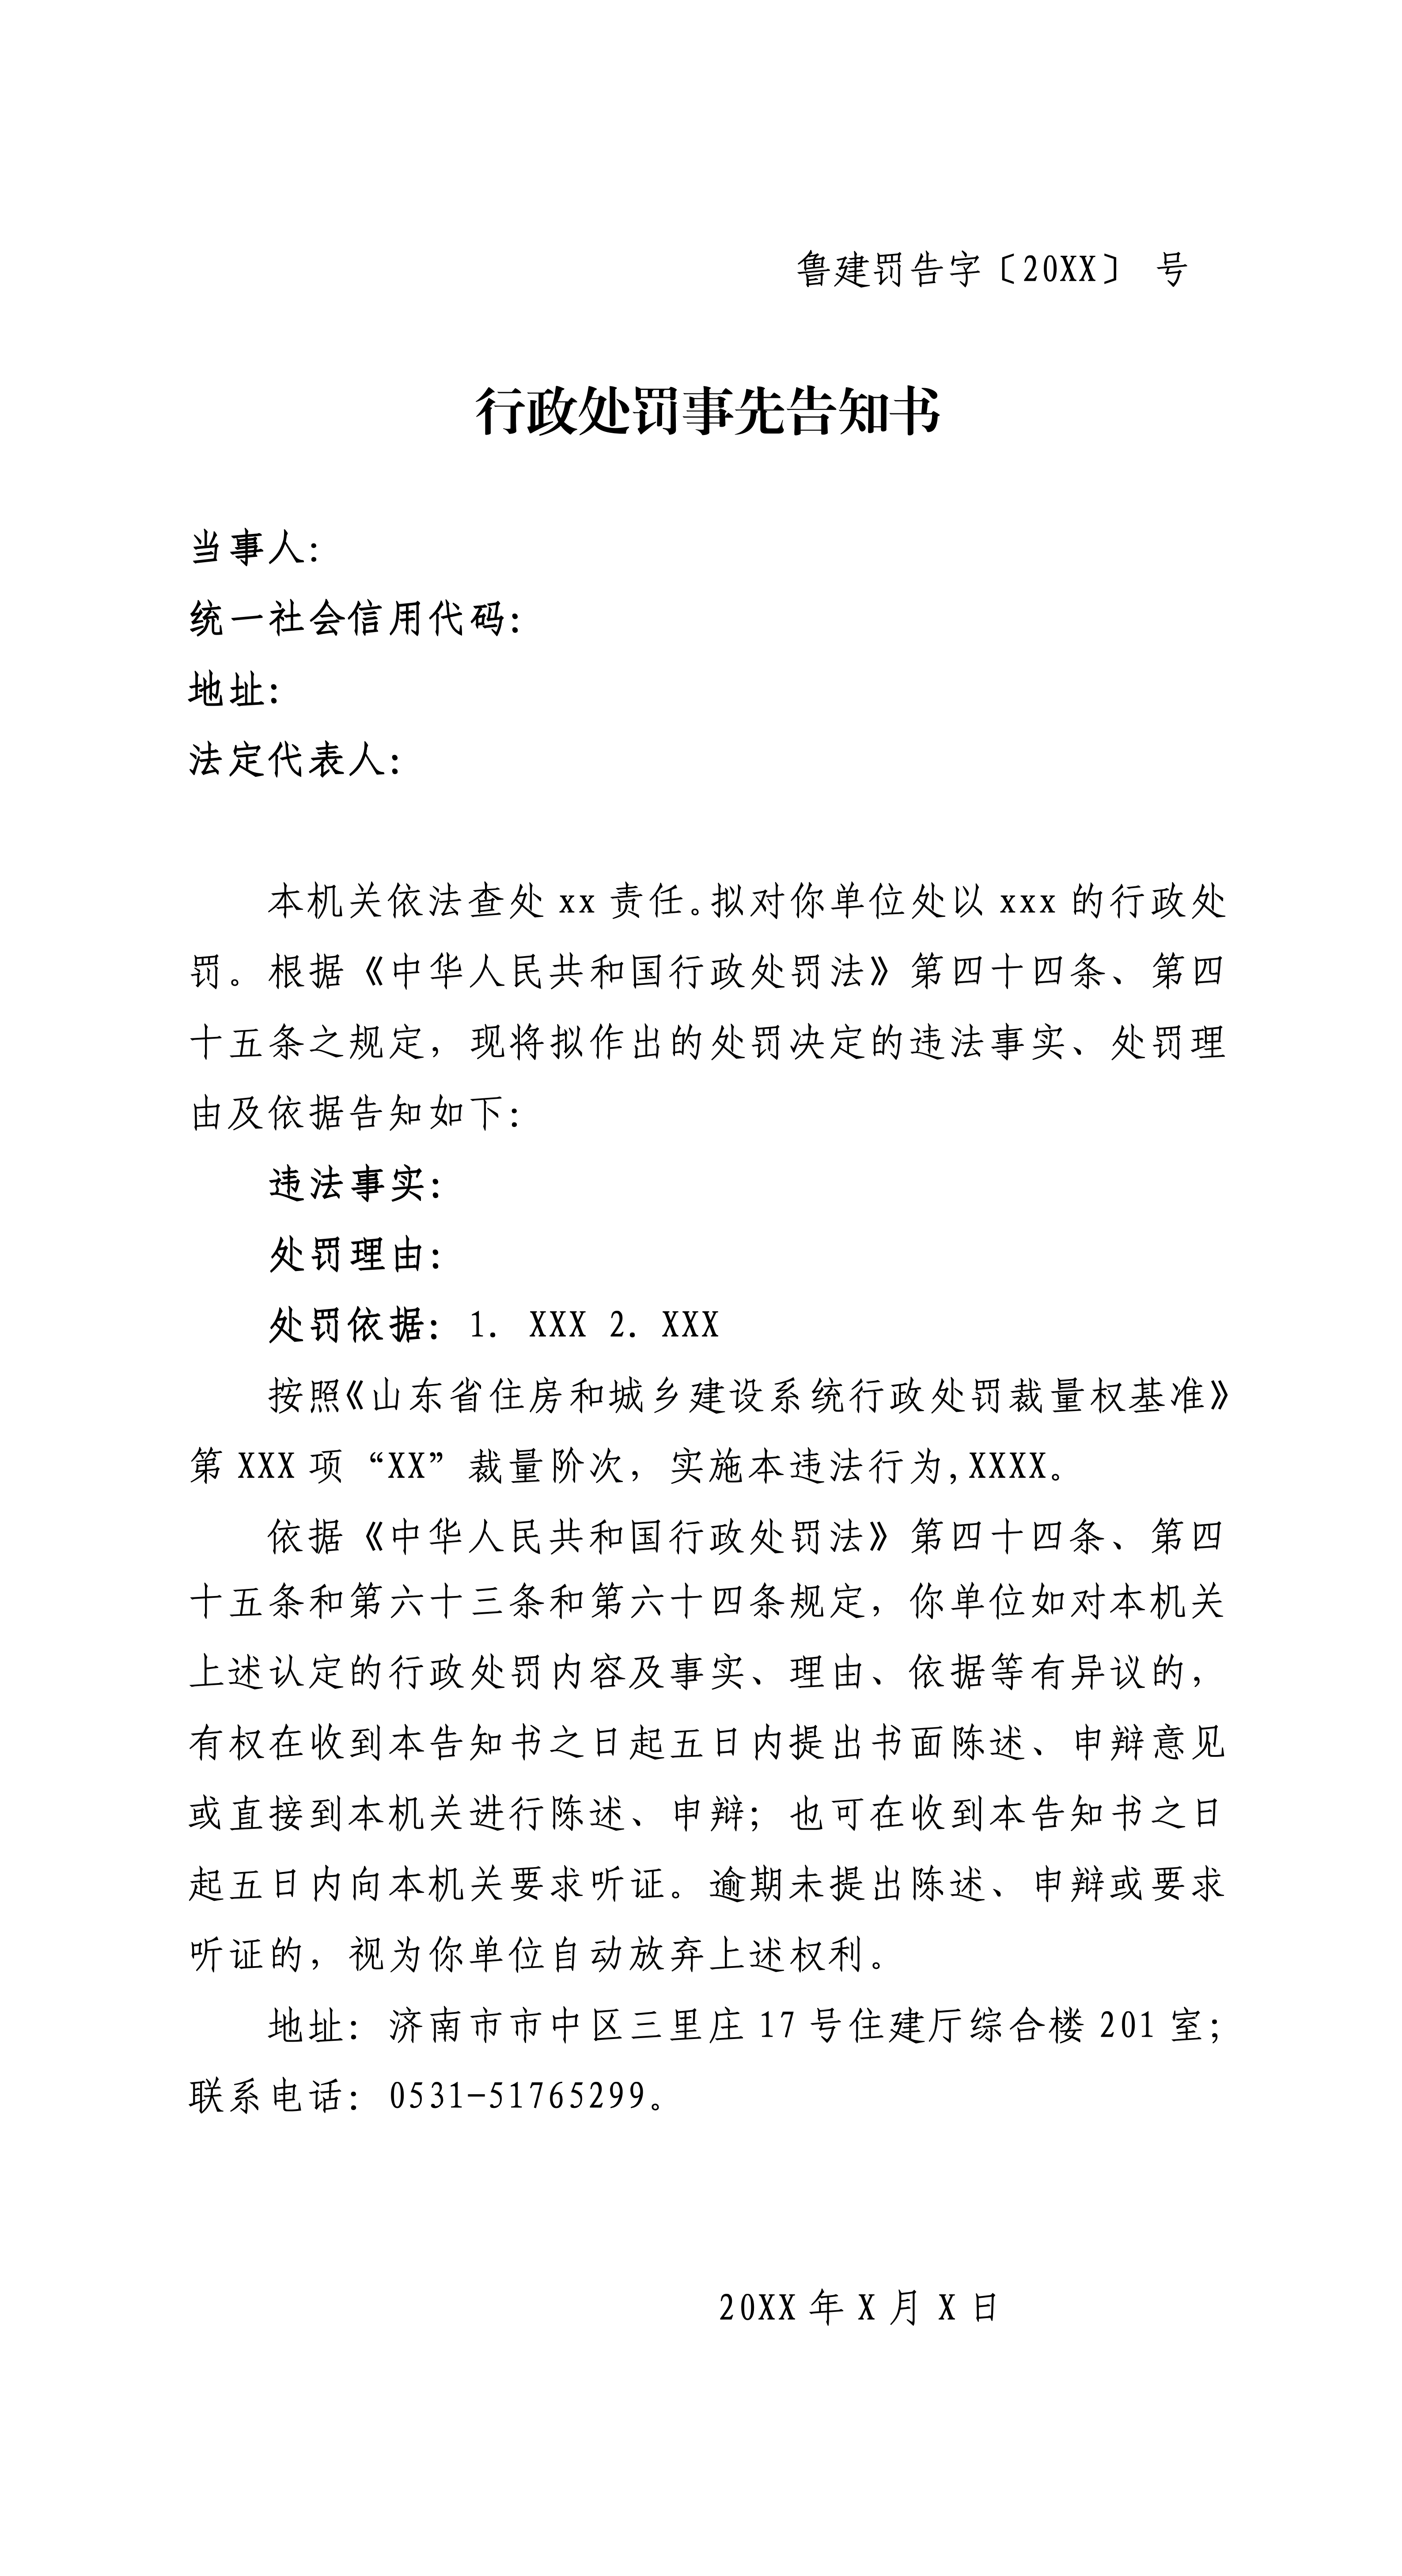 鲁建罚告字〔20XX〕 号
行政处罚事先告知书
当事人:
统一社会信用代码:
地址:
法定代表人:
本机关依法查处 xx 责任。拟对你单位处以 xxx 的行政处
罚。根据《中华人民共和国行政处罚法》第四十四条、第四
十五条之规定，现将拟作出的处罚决定的违法事实、处罚理
由及依据告知如下：
违法事实：
处罚理由：
处罚依据：1. XXX 2. XXX
按照《山东省住房和城乡建设系统行政处罚裁量权基准》
第 XXX 项“XX”裁量阶次，实施本违法行为,XXXX。
依据《中华人民共和国行政处罚法》第四十四条、第四
十五条和第六十三条和第六十四条规定，你单位如对本机关
上述认定的行政处罚内容及事实、理由、依据等有异议的，
有权在收到本告知书之日起五日内提出书面陈述、申辩意见
或直接到本机关进行陈述、申辩；也可在收到本告知书之日
起五日内向本机关要求听证。逾期未提出陈述、申辩或要求
听证的，视为你单位自动放弃上述权利。
地址：济南市市中区三里庄 17 号住建厅综合楼 201 室；
联系电话：0531-51765299。
20XX 年 X 月 X 日